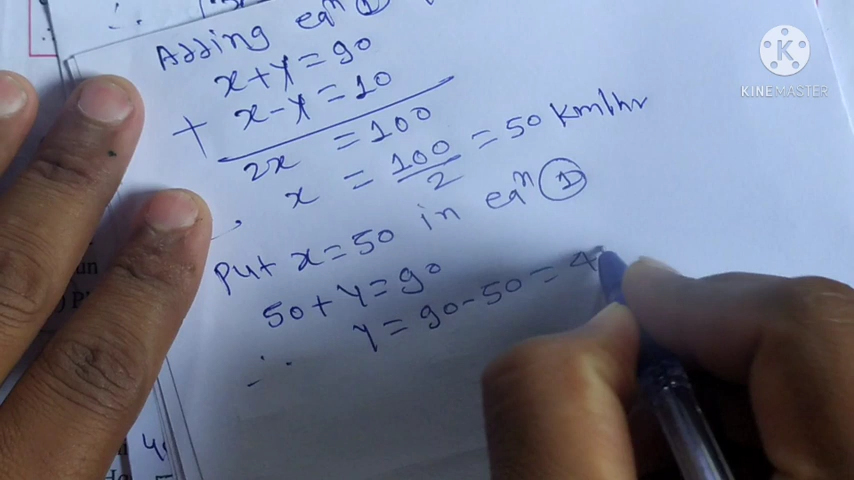 Adding eqn ①
x+y=90
+ x-y=10
2x = 100
x = 100/2 = 50 km/hr
Put x=50 in eqn ①
50+y=90
∴ y=90-50=4
KINEMASTER